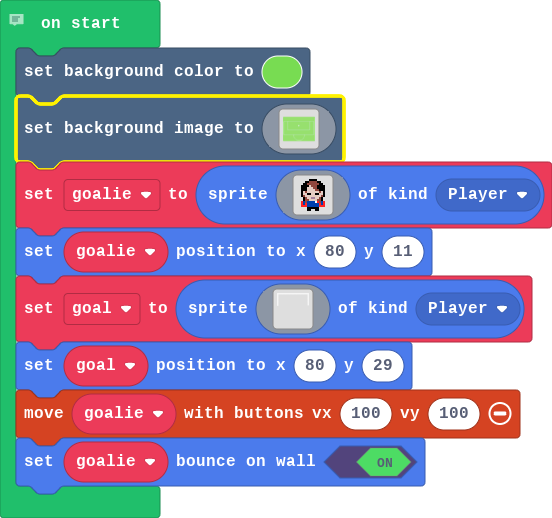 on start
set background color to
set background image to
set goalie to sprite of kind Player
set goalie position to x 80 y 11
set goal to sprite of kind Player
set goal position to x 80 y 29
move goalie with buttons vx 100 vy 100
set goalie bounce on wall ON